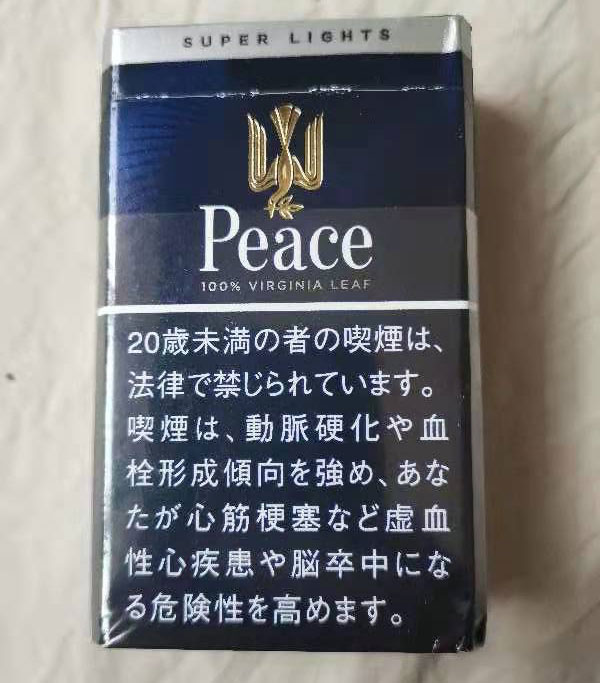 SUPER LIGHTS
Peace
100% VIRGINIA LEAF
20歳未満の者の喫煙は、
法律で禁じられています。
喫煙は、動脈硬化や血
栓形成傾向を強め、あな
たが心筋梗塞など虚血
性心疾患や脳卒中にな
る危険性を高めます。